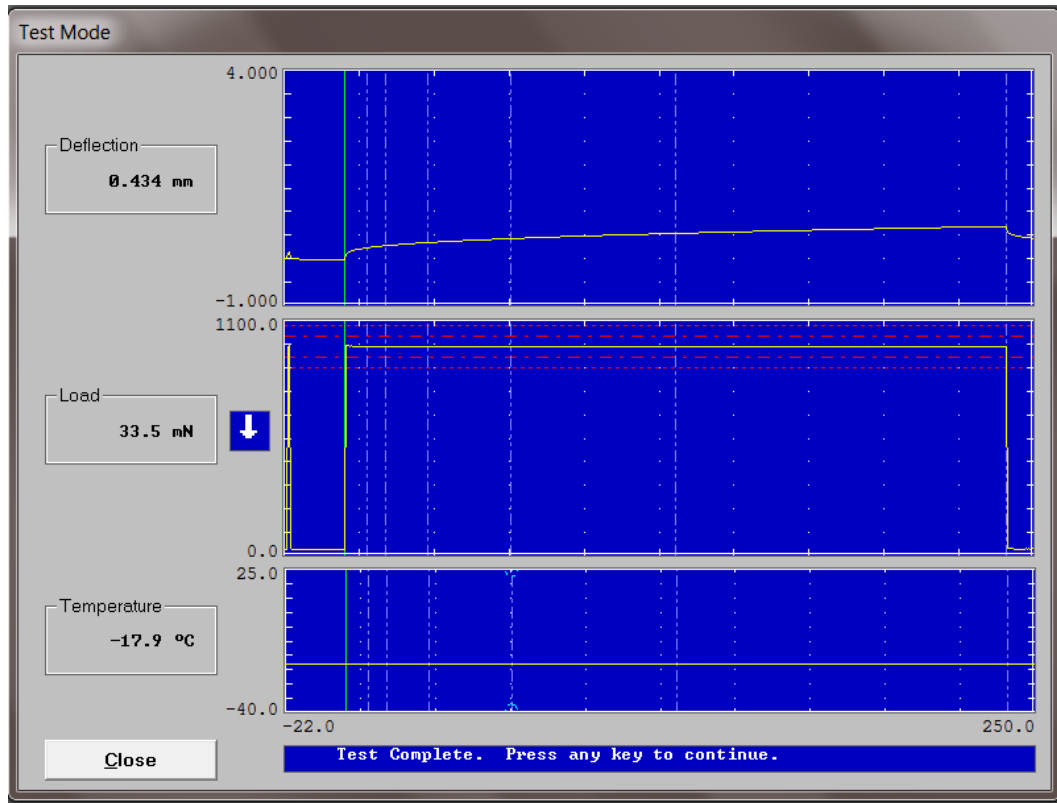 Test Mode
4.000
Deflection
0.434 mm
-1.000
1100.0
Load
33.5 mN
0.0
25.0
Temperature
-17.9 ºC
-40.0
-22.0
250.0
Close
Test Complete. Press any key to continue.